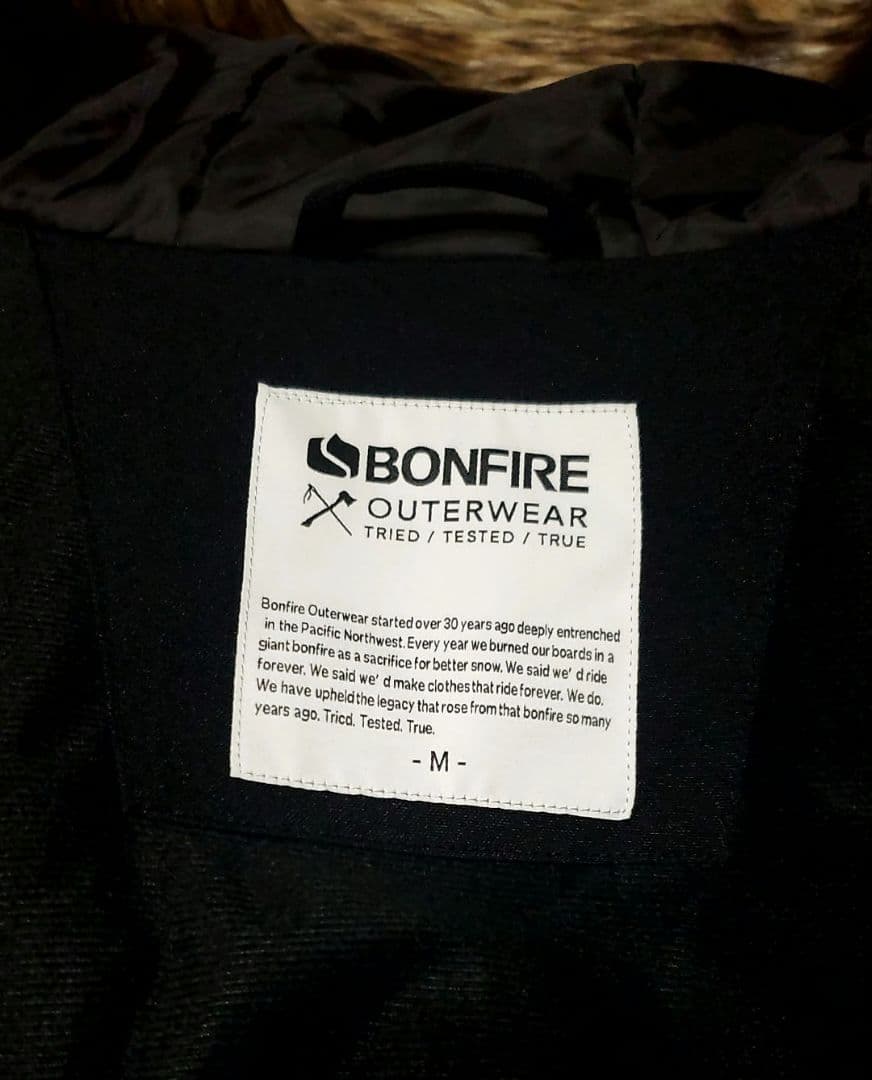 BONFIRE
OUTERWEAR
TRIED / TESTED / TRUE
Bonfire Outerwear started over 30 years ago deeply entrenched
in the Pacific Northwest. Every year we burned our boards in a
giant bonfire as a sacrifice for better snow. We said we' d ride
forever. We said we' d make clothes that ride forever. We do.
We have upheld the legacy that rose from that bonfire so many
years ago. Tricd. Tested. True.
- M -